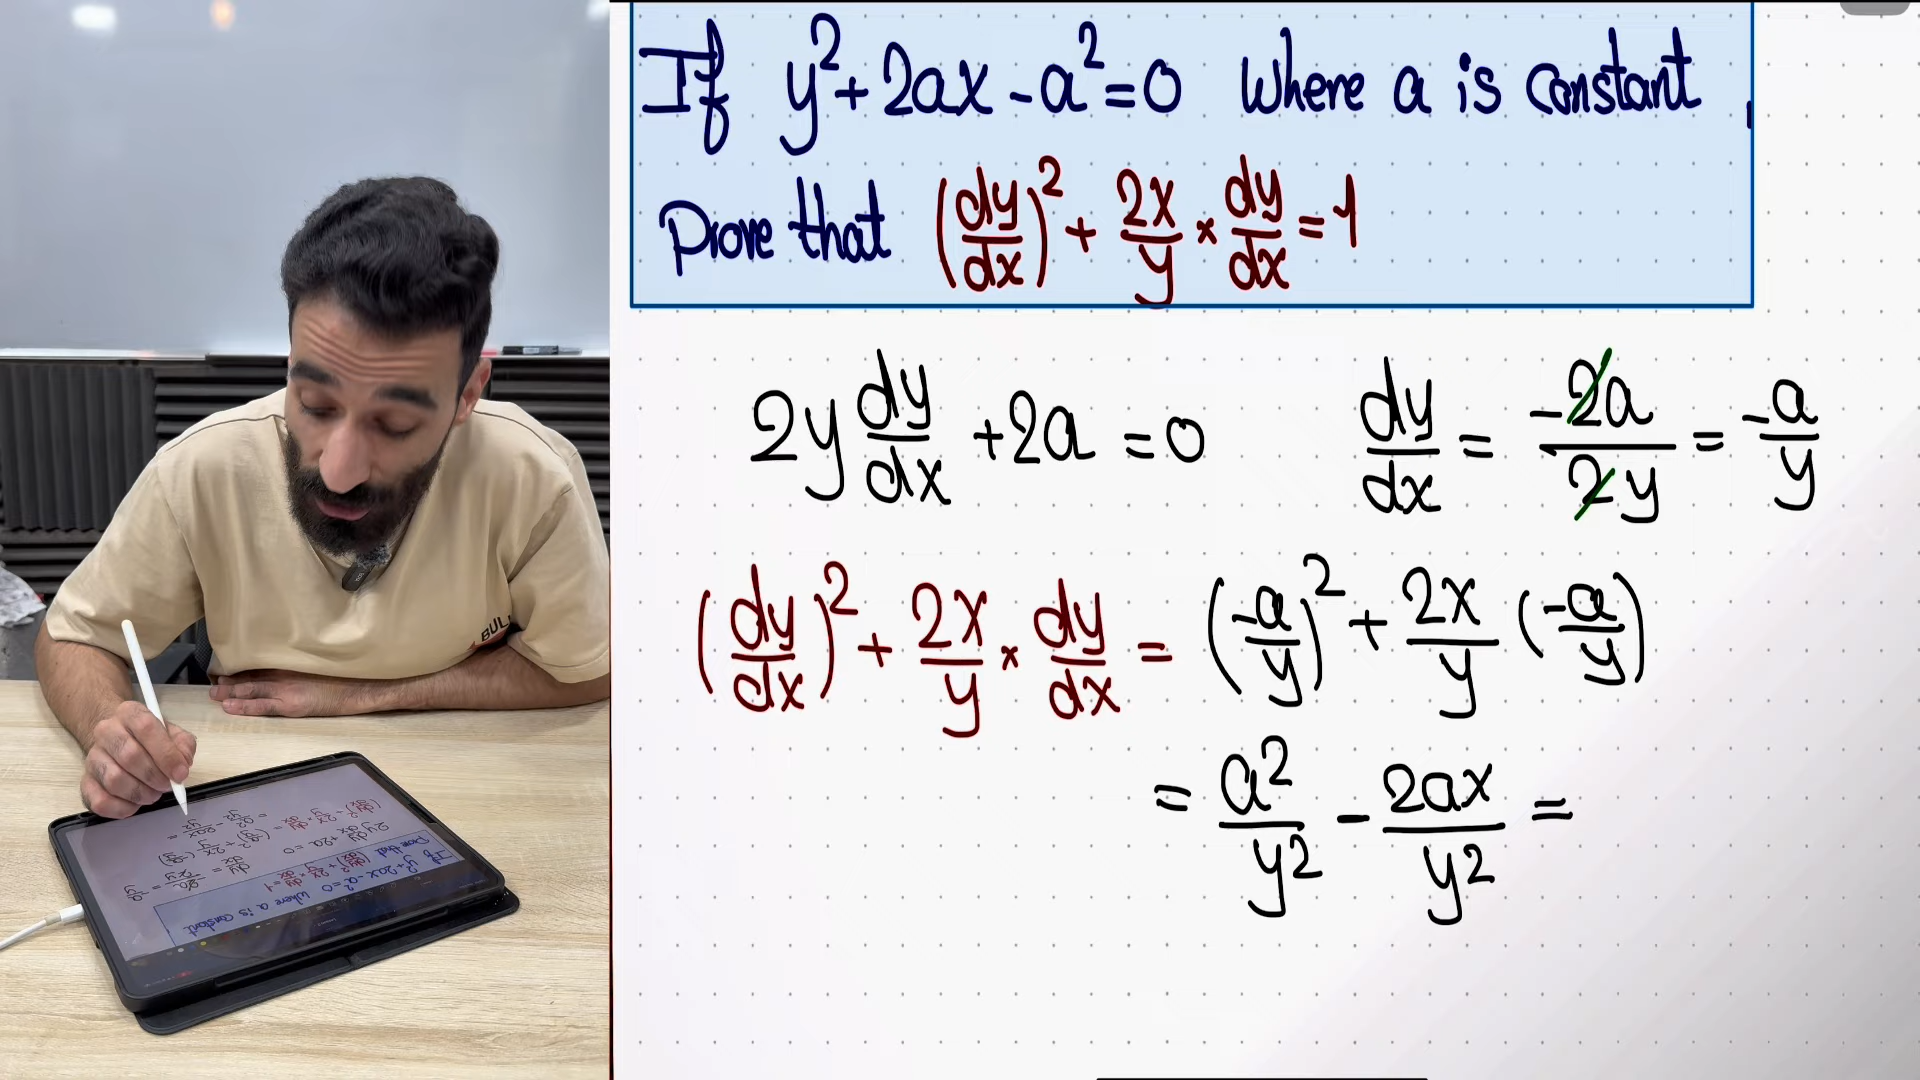 If y²+2ax-a²=0 where a is constant,
Prove that (dy/dx)² + 2x/y × dy/dx = 1
2y dy/dx +2a =0
dy/dx = -2a/2y = -a/y
(dy/dx)² + 2x/y × dy/dx = (-a/y)² + 2x/y (-a/y)
= a²/y² - 2ax/y² =
BULL